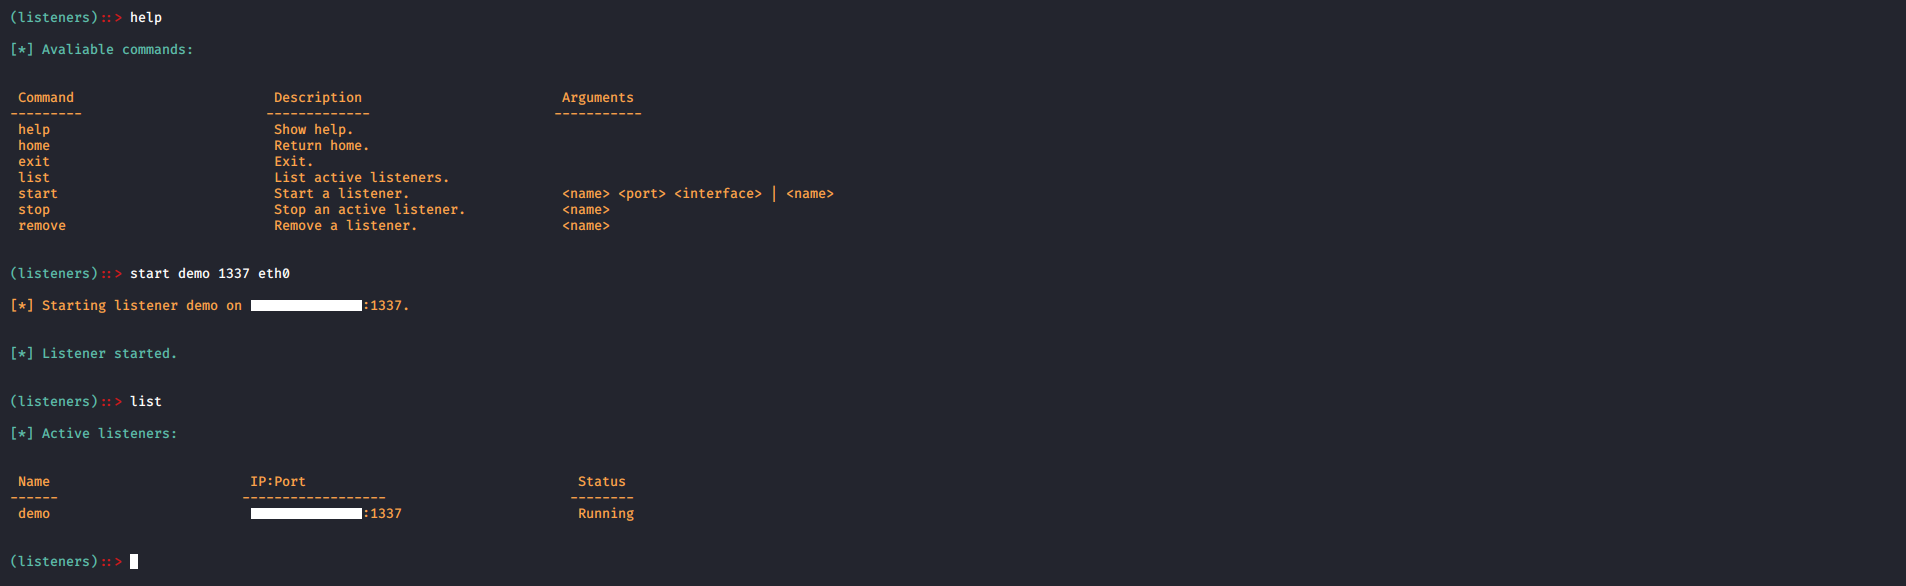 (listeners)::> help
[*] Avaliable commands:
Command Description Arguments
--------- ------------- -----------
help Show help.
home Return home.
exit Exit.
list List active listeners.
start Start a listener. <name> <port> <interface> | <name>
stop Stop an active listener. <name>
remove Remove a listener. <name>
(listeners)::> start demo 1337 eth0
[*] Starting listener demo on :1337.
[*] Listener started.
(listeners)::> list
[*] Active listeners:
Name IP:Port Status
------ ------------------ --------
demo :1337 Running
(listeners)::>